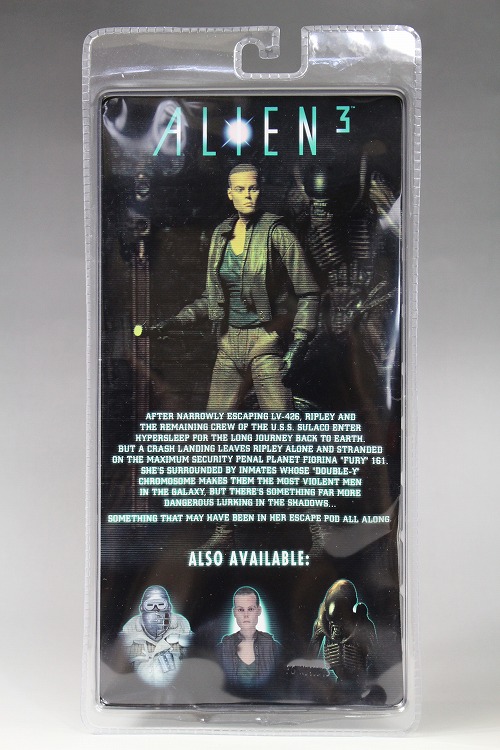 ALIEN 3™
AFTER NARROWLY ESCAPING LV-426, RIPLEY AND
THE REMAINING CREW OF THE U.S.S. SULACO ENTER
HYPERSLEEP FOR THE LONG JOURNEY BACK TO EARTH.
BUT A CRASH LANDING LEAVES RIPLEY ALONE AND STRANDED
ON THE MAXIMUM SECURITY PENAL PLANET FIORINA "FURY" 161.
SHE'S SURROUNDED BY INMATES WHOSE "DOUBLE-Y"
CHROMOSOME MAKES THEM THE MOST VIOLENT MEN
IN THE GALAXY, BUT THERE'S SOMETHING FAR MORE
DANGEROUS LURKING IN THE SHADOWS...
SOMETHING THAT MAY HAVE BEEN IN HER ESCAPE POD ALL ALONG
ALSO AVAILABLE: